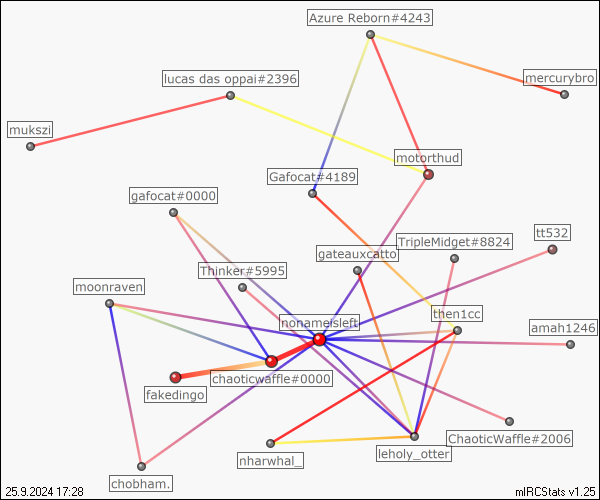 Azure Reborn#4243
lucas das oppai#2396
mercurybro
mukszi
motorthud
Gafocat#4189
gafocat#0000
tt532
TripleMidget#8824
gateauxcatto
Thinker#5995
moonraven
then1cc
nonameisleft
amah1246
chaoticwaffle#0000
fakedingo
ChaoticWaffle#2006
leholy_otter
nharwhal_
chobham.
25.9.2024 17:28
mIRCStats v1.25